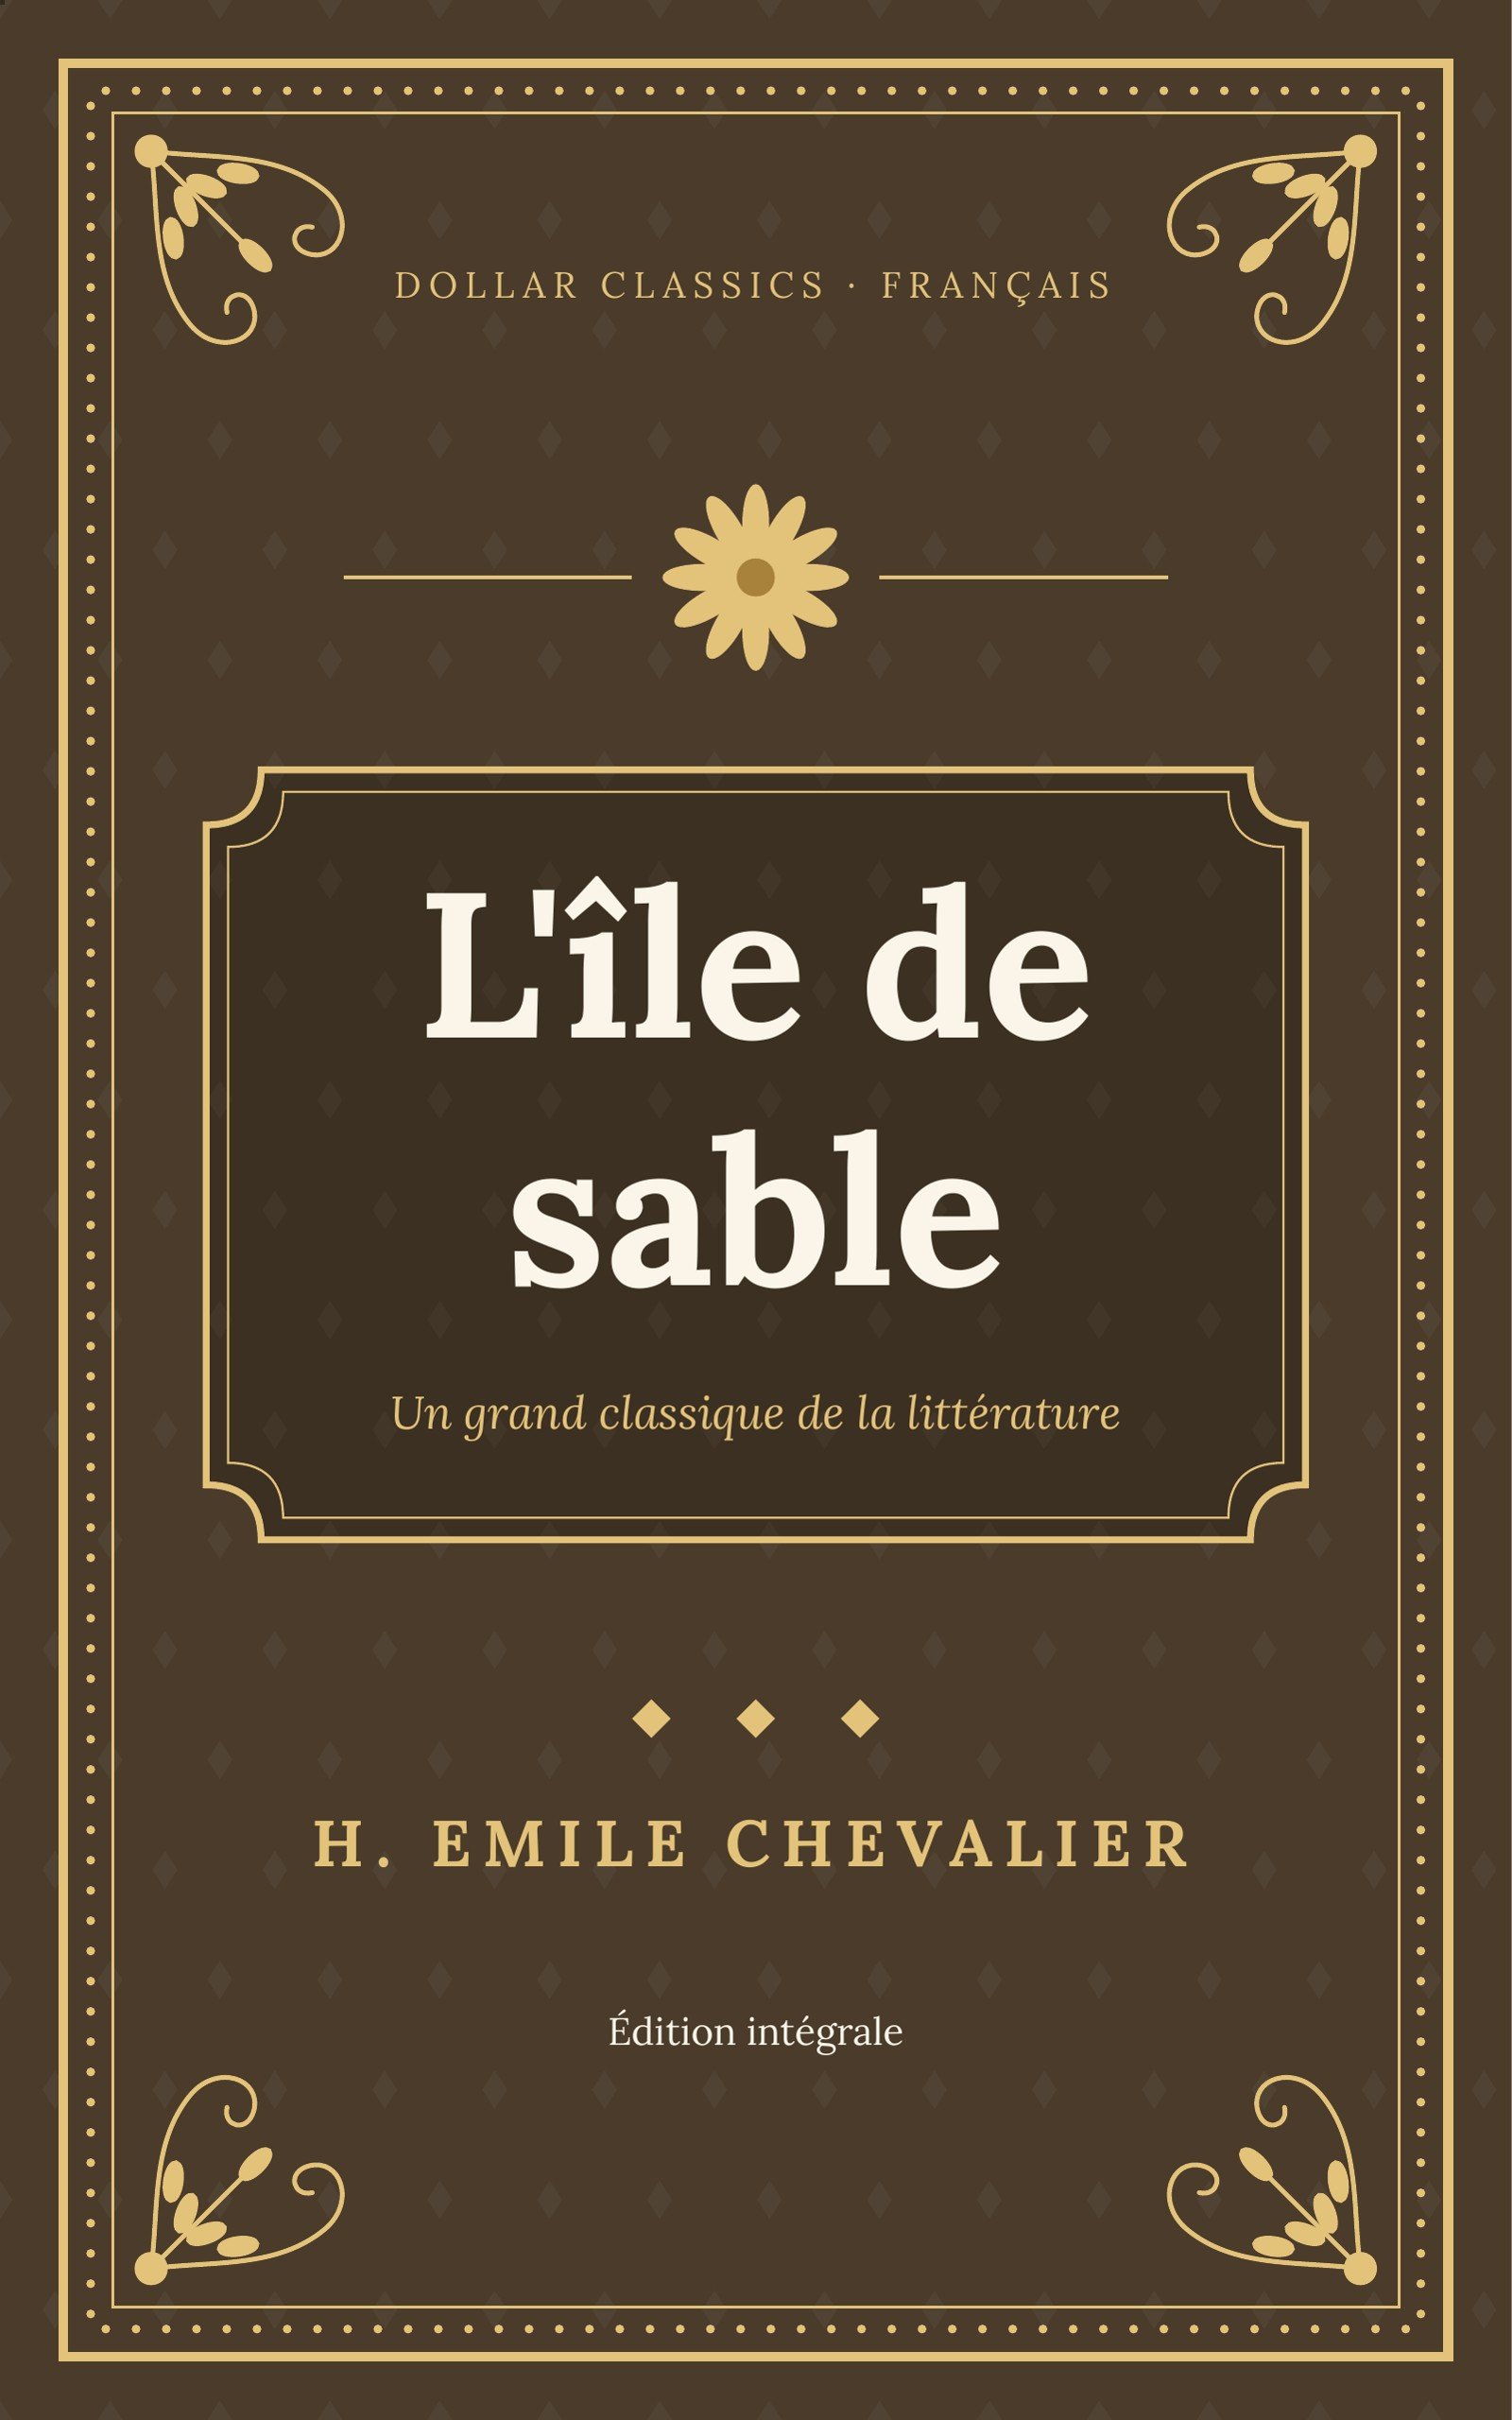 DOLLAR CLASSICS · FRANÇAIS
L'île de
sable
Un grand classique de la littérature
H. EMILE CHEVALIER
Édition intégrale